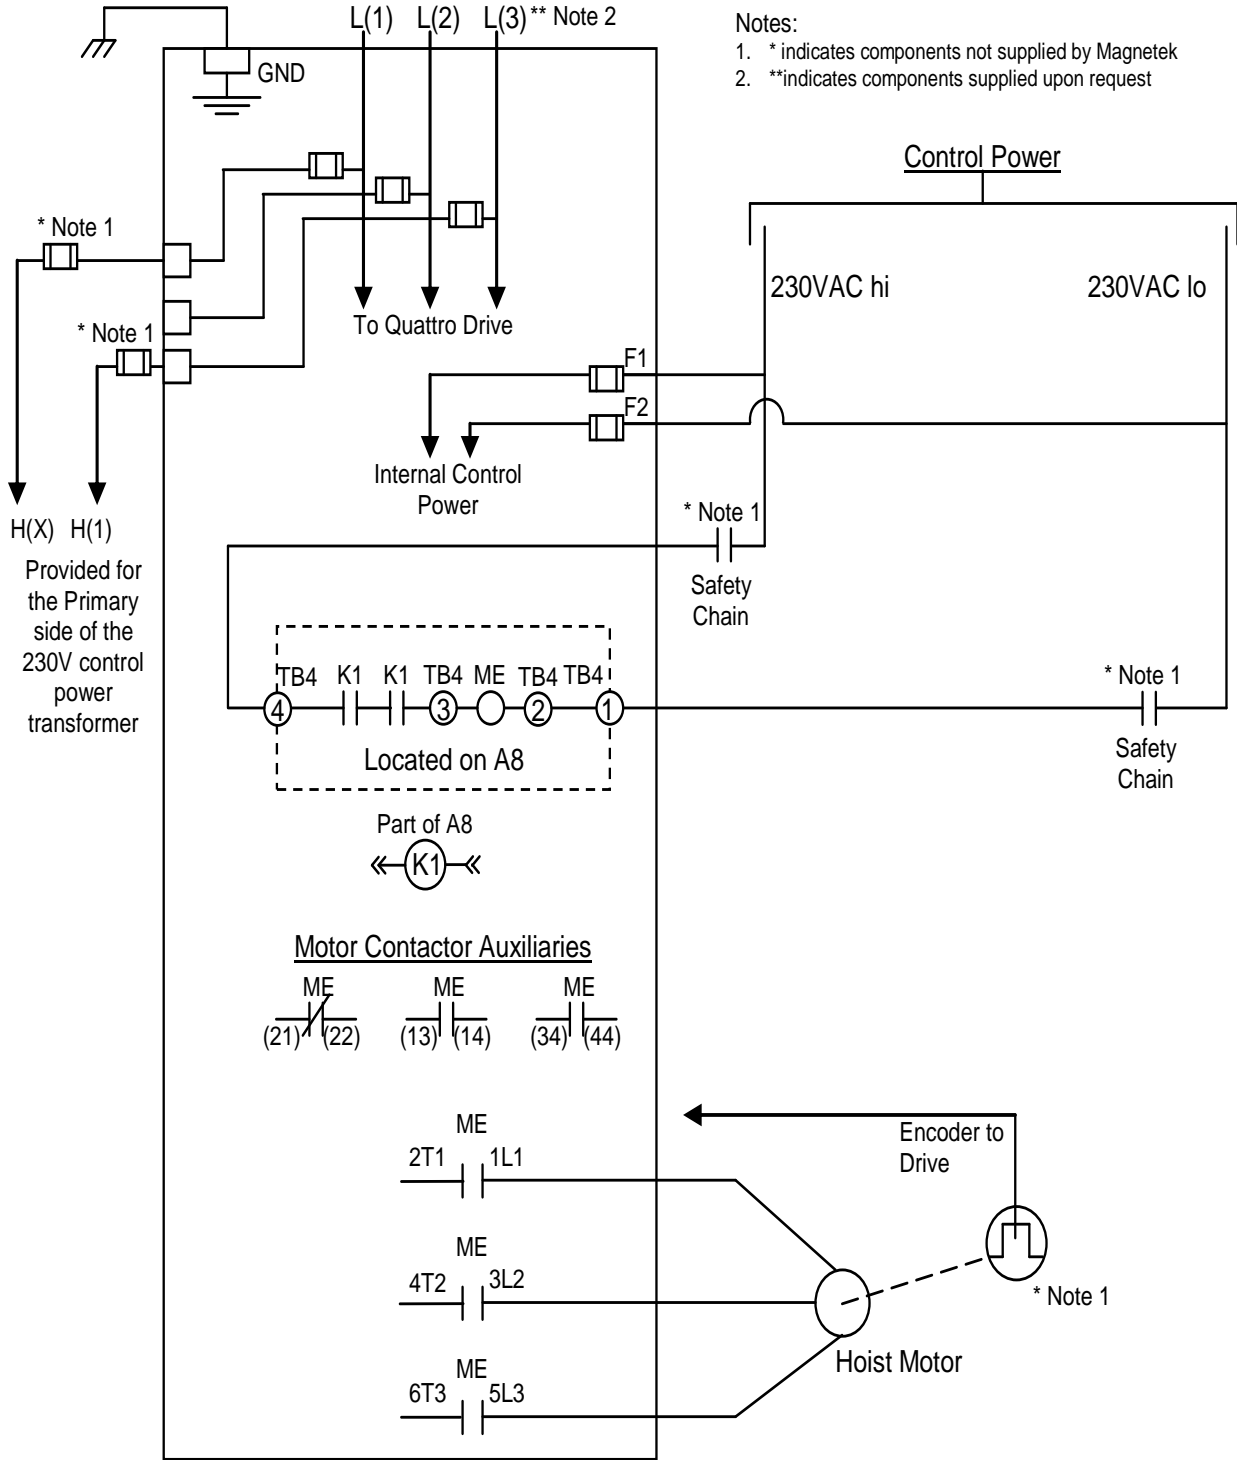 L(1) L(2) L(3) ** Note 2
Notes:
1. * indicates components not supplied by Magnetek
2. **indicates components supplied upon request
GND
Control Power
* Note 1
230VAC hi
230VAC lo
* Note 1
To Quattro Drive
F1
F2
Internal Control
Power
H(X) H(1)
Provided for
the Primary
side of the
230V control
power
transformer
* Note 1
Safety
Chain
TB4 K1 K1 TB4 ME TB4 TB4
4 3 2 1
Located on A8
* Note 1
Safety
Chain
Part of A8
K1
Motor Contactor Auxiliaries
ME ME ME
(21) (22) (13) (14) (34) (44)
ME
2T1 1L1
Encoder to
Drive
ME
4T2 3L2
* Note 1
Hoist Motor
ME
6T3 5L3